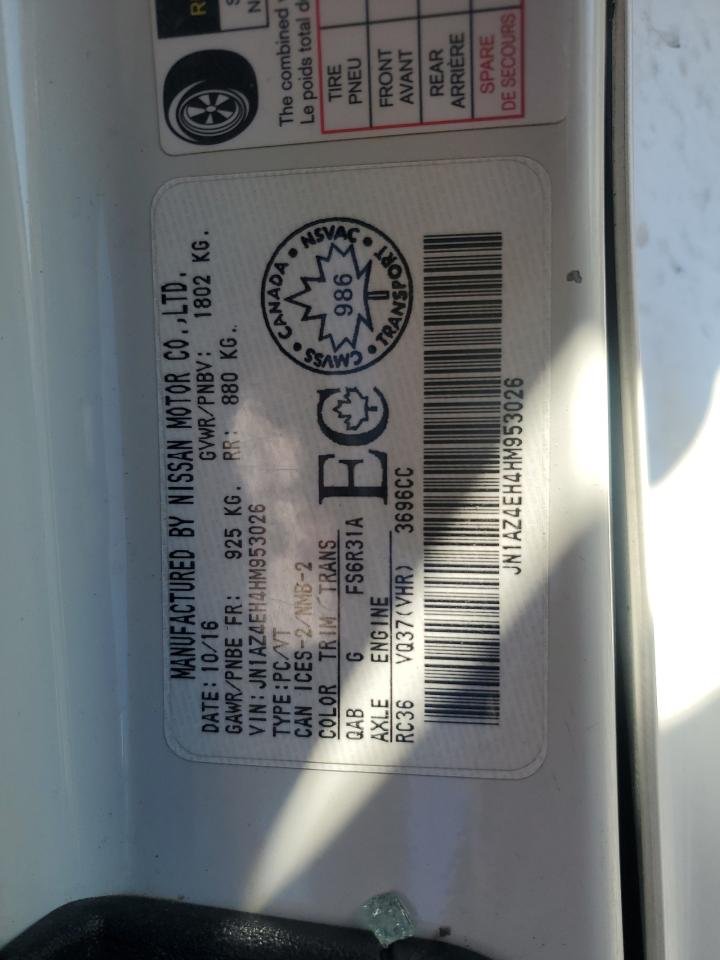 The combined
Le poids total d
TIRE
PNEU
FRONT
AVANT
REAR
ARRIÈRE
SPARE
DE SECOURS
MANUFACTURED BY NISSAN MOTOR CO.,LTD.
DATE: 10/16 GVWR/PNBV: 1802 KG.
GAWR/PNBE FR: 925 KG. RR: 880 KG.
VIN: JN1AZ4EH4HM953026
TYPE:PC/VT
CAN ICES-2/NMB-2
COLOR TRIM/TRANS
QAB G FS6R31A
AXLE ENGINE
RC36 VQ37(VHR) 3696CC
EC
CMVSS • CANADA • NSVAC • TRANSPORT •
986
JN1AZ4EH4HM953026